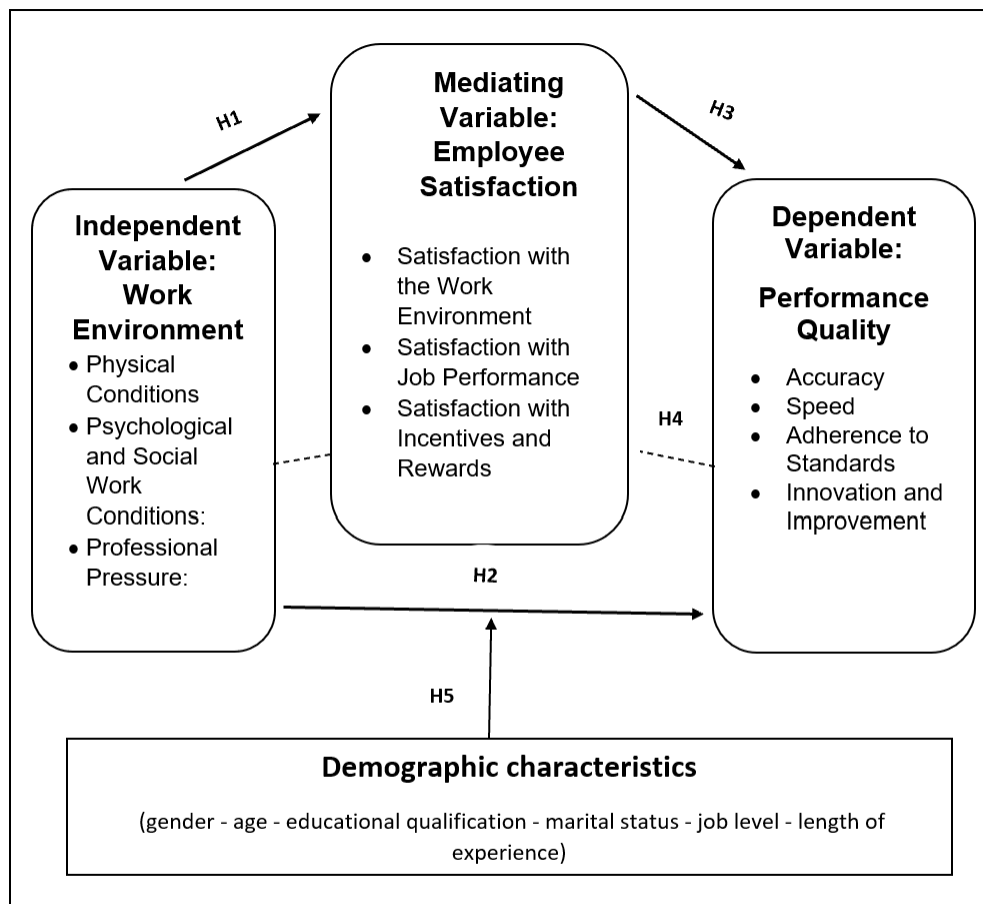 H1
Mediating
Variable:
Employee
Satisfaction
• Satisfaction with
the Work
Environment
• Satisfaction with
Job Performance
• Satisfaction with
Incentives and
Rewards
H3
Independent
Variable:
Work
Environment
• Physical
Conditions
• Psychological
and Social
Work
Conditions:
• Professional
Pressure:
Dependent
Variable:
Performance
Quality
• Accuracy
• Speed
• Adherence to
Standards
• Innovation and
Improvement
H4
H2
H5
Demographic characteristics
(gender - age - educational qualification - marital status - job level - length of
experience)